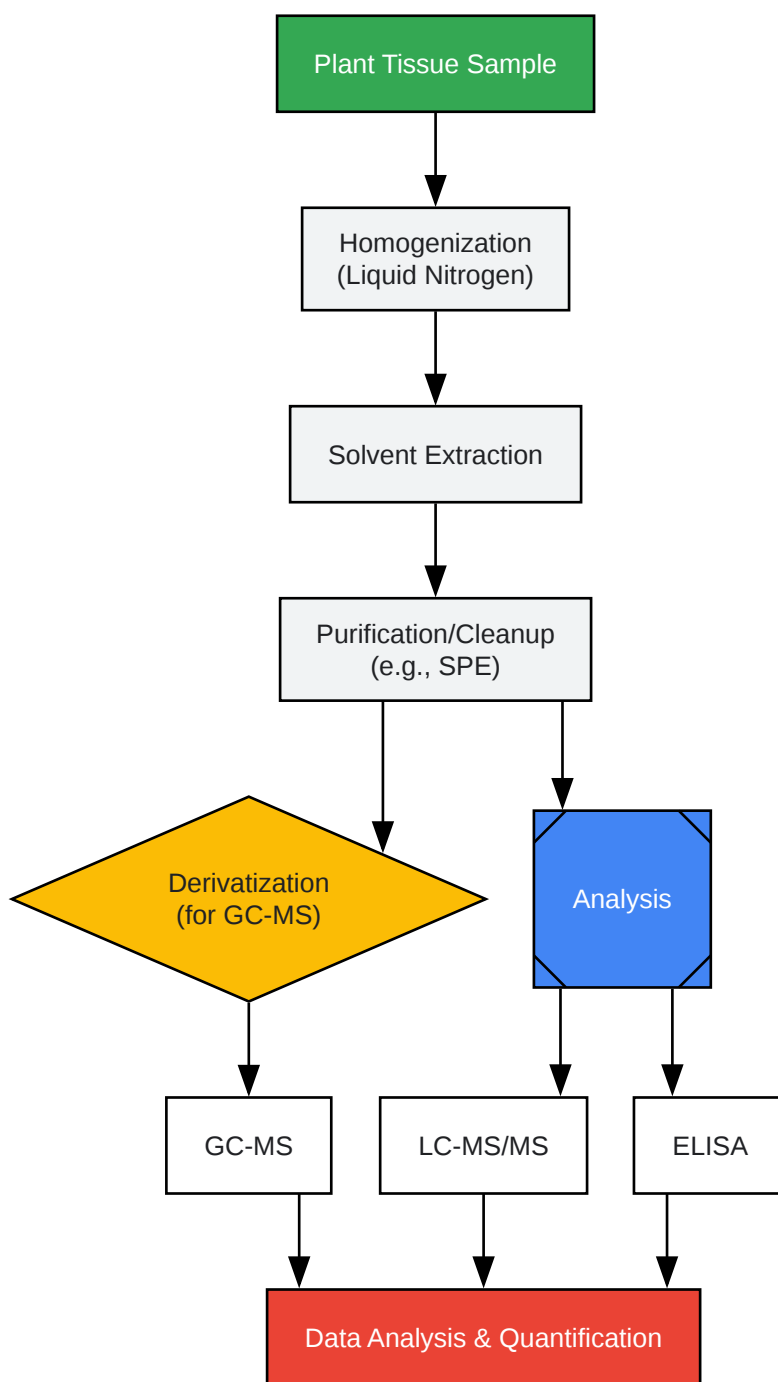 Plant Tissue Sample
Homogenization
(Liquid Nitrogen)
Solvent Extraction
Purification/Cleanup
(e.g., SPE)
Derivatization
(for GC-MS)
Analysis
GC-MS
LC-MS/MS
ELISA
Data Analysis & Quantification